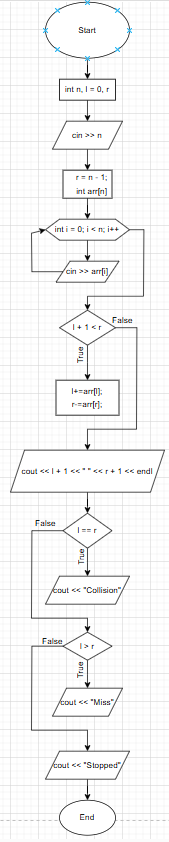 Start
int n, l = 0, r
cin >> n
r = n - 1;
int arr[n]
int i = 0; i < n; i++
cin >> arr[i]
l + 1 < r
False
True
l+=arr[l];
r-=arr[r];
cout << l + 1 << " " << r + 1 << endl
l == r
False
True
cout << "Collision"
l > r
False
True
cout << "Miss"
cout << "Stopped"
End